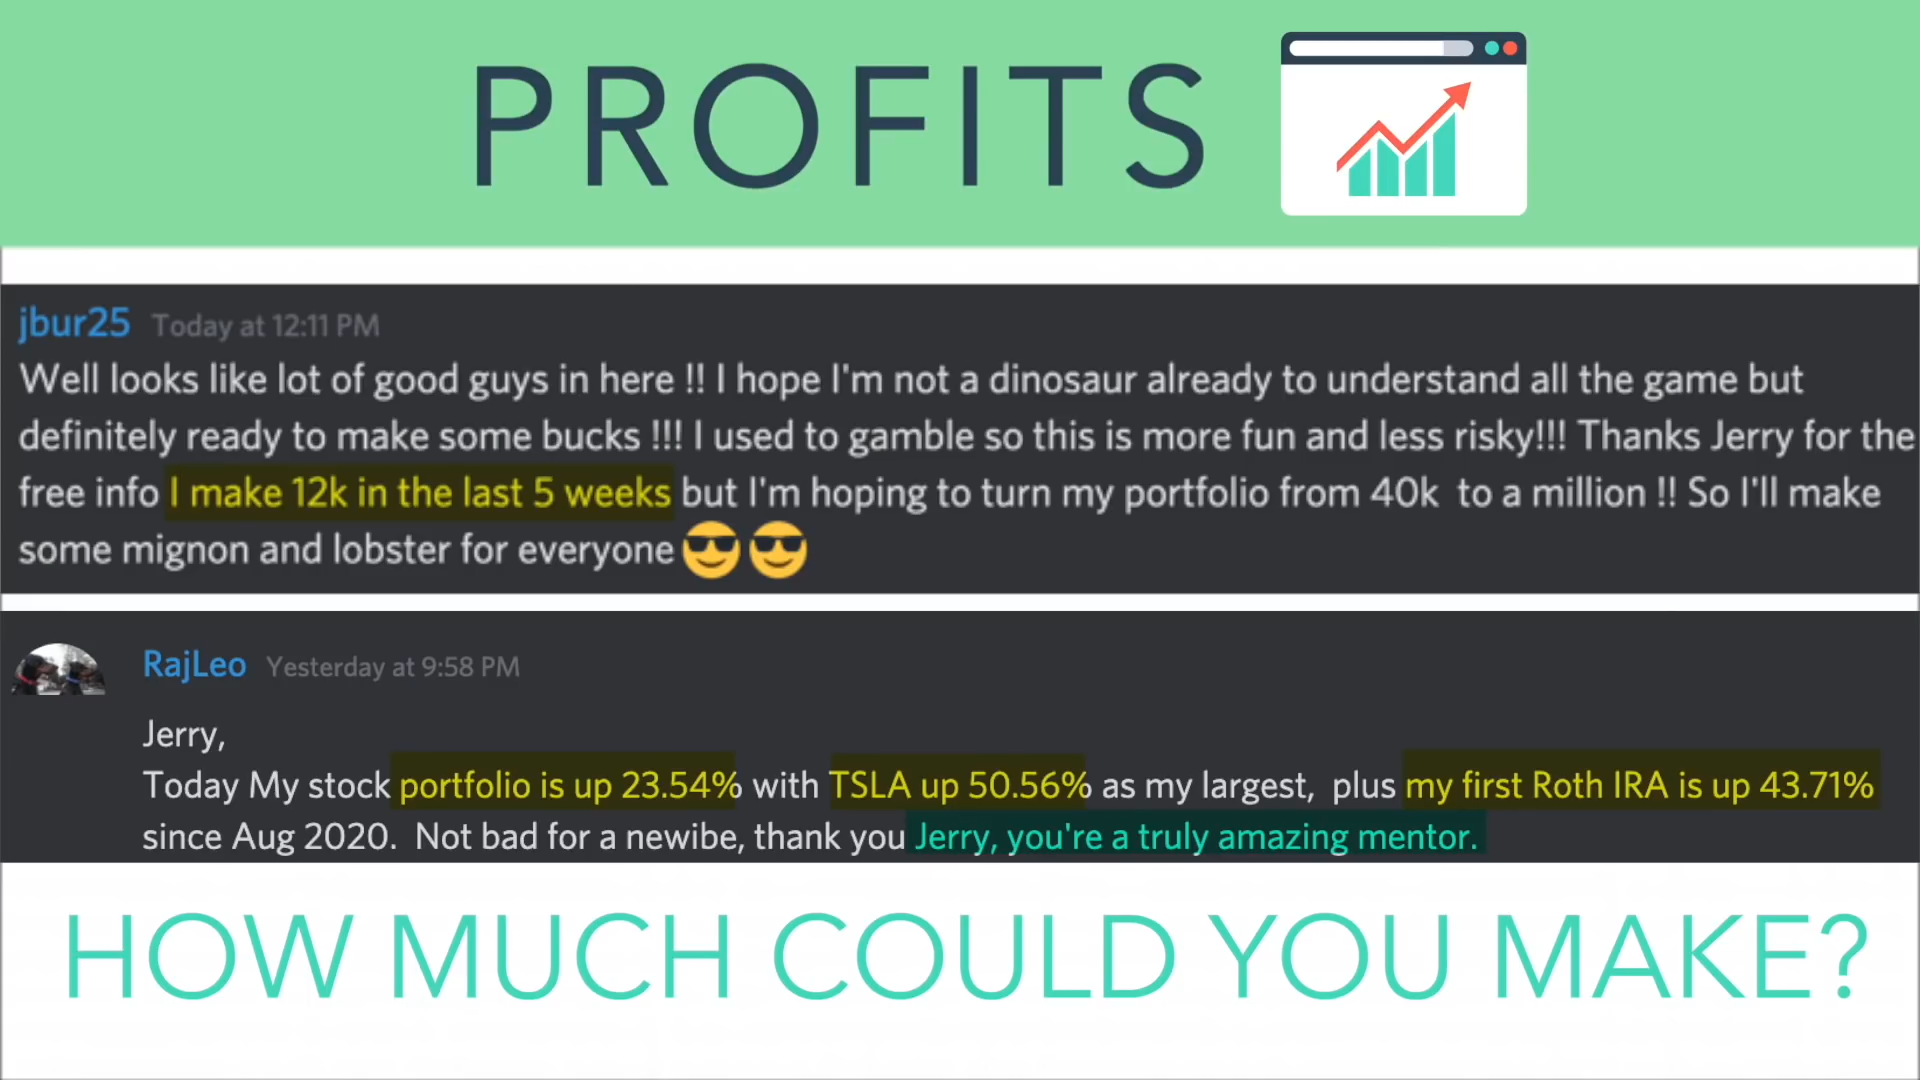 PROFITS
jbur25 Today at 12:11 PM
Well looks like lot of good guys in here !! I hope I'm not a dinosaur already to understand all the game but
definitely ready to make some bucks !!! I used to gamble so this is more fun and less risky!!! Thanks Jerry for the
free info I make 12k in the last 5 weeks but I'm hoping to turn my portfolio from 40k to a million !! So I'll make
some mignon and lobster for everyone😎😎
RajLeo Yesterday at 9:58 PM
Jerry,
Today My stock portfolio is up 23.54% with TSLA up 50.56% as my largest, plus my first Roth IRA is up 43.71%
since Aug 2020. Not bad for a newibe, thank you Jerry, you're a truly amazing mentor.
HOW MUCH COULD YOU MAKE?